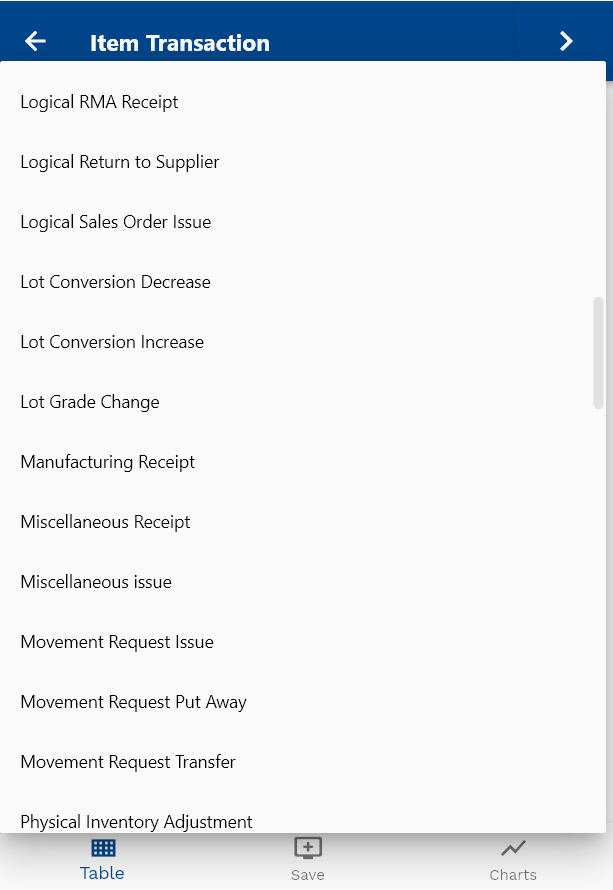 Item Transaction
Logical RMA Receipt
Logical Return to Supplier
Logical Sales Order Issue
Lot Conversion Decrease
Lot Conversion Increase
Lot Grade Change
Manufacturing Receipt
Miscellaneous Receipt
Miscellaneous issue
Movement Request Issue
Movement Request Put Away
Movement Request Transfer
Physical Inventory Adjustment
Table
Save
Charts